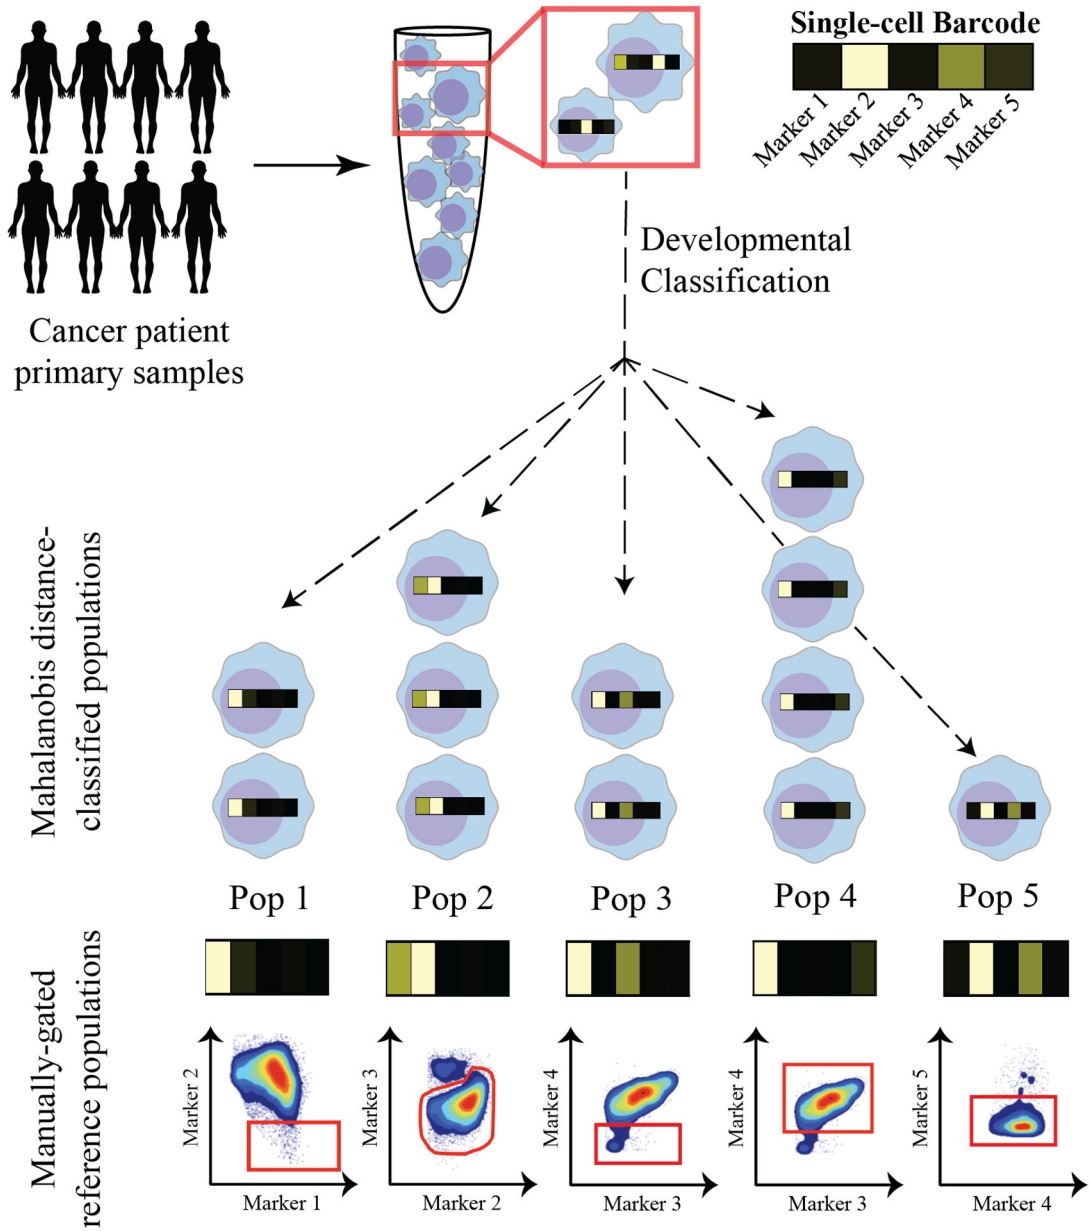 Single-cell Barcode
Marker 1
Marker 2
Marker 3
Marker 4
Marker 5
Cancer patient
primary samples
Developmental
Classification
Mahalanobis distance-
classified populations
Pop 1
Pop 2
Pop 3
Pop 4
Pop 5
Manually-gated
reference populations
Marker 2
Marker 1
Marker 3
Marker 2
Marker 4
Marker 3
Marker 4
Marker 3
Marker 5
Marker 4